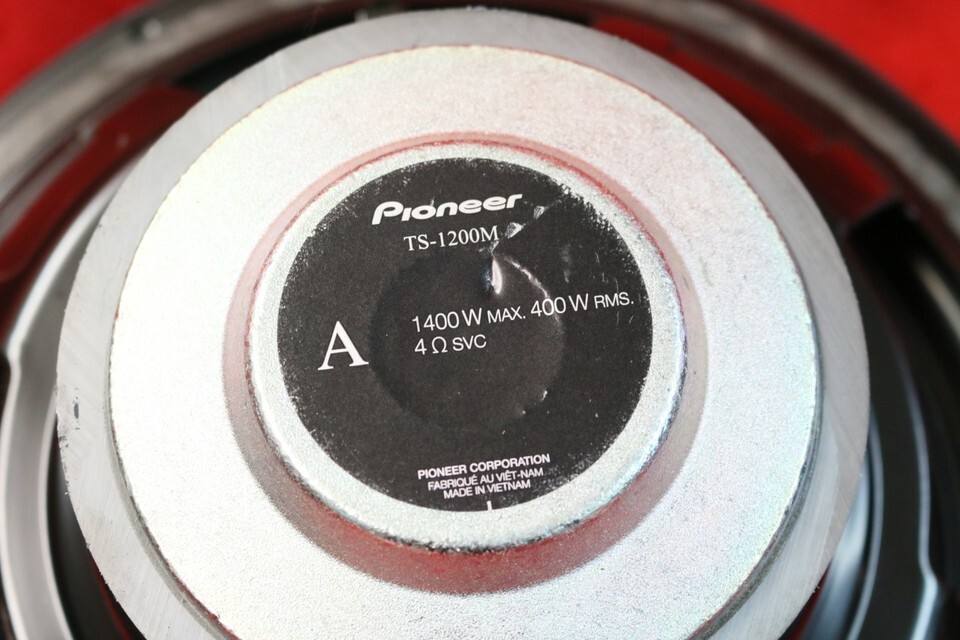 Pioneer
TS-1200M
1400 W MAX. 400 W RMS.
A
4 Ω SVC
PIONEER CORPORATION
FABRIQUÉ AU VIÊT-NAM
MADE IN VIETNAM